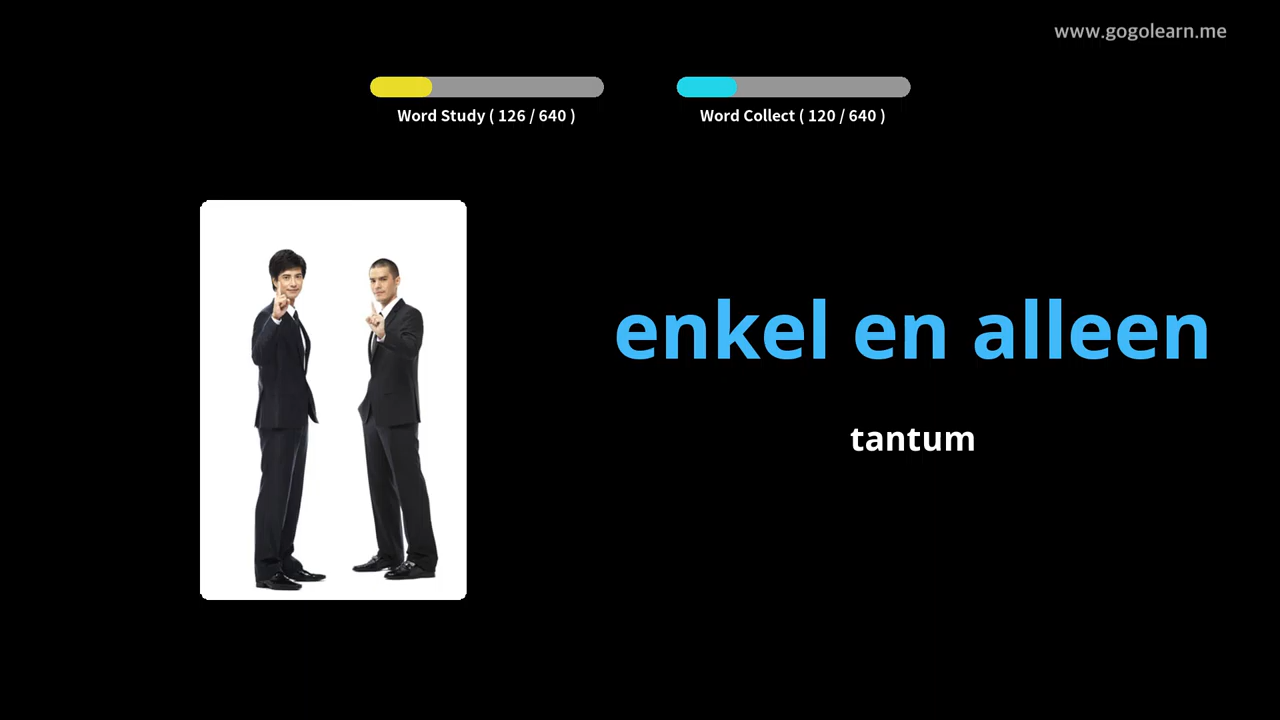 www.gogolearn.me
Word Study ( 126 / 640 )
Word Collect ( 120 / 640 )
enkel en alleen
tantum